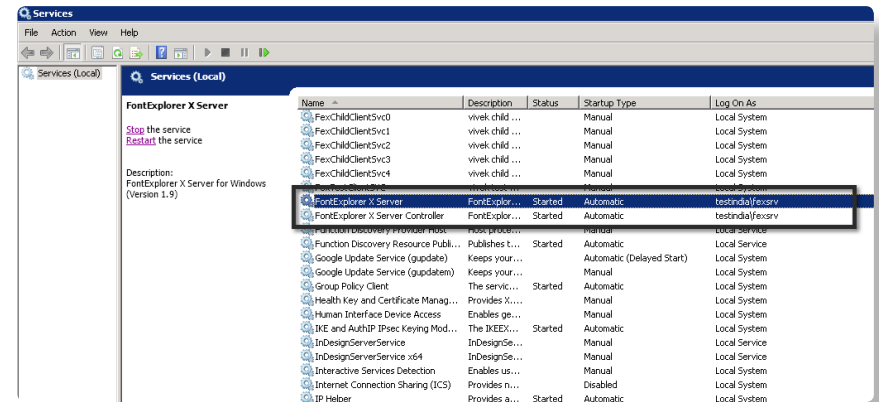 Services
File Action View Help
Services (Local)
Services (Local)
FontExplorer X Server
Stop the service
Restart the service
Description:
FontExplorer X Server for Windows
(Version 1.9)
Name Description Status Startup Type Log On As
FexChildClientSvc0 vivek child ... Manual Local System
FexChildClientSvc1 vivek child ... Manual Local System
FexChildClientSvc2 vivek child ... Manual Local System
FexChildClientSvc3 vivek child ... Manual Local System
FexChildClientSvc4 vivek child ... Manual Local System
FexTestClientSVC vivek test ... Manual Local System
FontExplorer X Server FontExplor... Started Automatic testindia\fexsrv
FontExplorer X Server Controller FontExplor... Started Automatic testindia\fexsrv
Function Discovery Provider Host Host proce... Manual Local Service
Function Discovery Resource Publi... Publishes t... Started Automatic Local Service
Google Update Service (gupdate) Keeps your... Automatic (Delayed Start) Local System
Google Update Service (gupdatem) Keeps your... Manual Local System
Group Policy Client The servic... Started Automatic Local System
Health Key and Certificate Manag... Provides X.... Manual Local System
Human Interface Device Access Enables ge... Manual Local System
IKE and AuthIP IPsec Keying Mod... The IKEEX... Started Automatic Local System
InDesignServerService InDesignSe... Manual Local Service
InDesignServerService x64 InDesignSe... Manual Local Service
Interactive Services Detection Enables us... Manual Local System
Internet Connection Sharing (ICS) Provides n... Disabled Local System
IP Helper Provides a... Started Automatic Local System